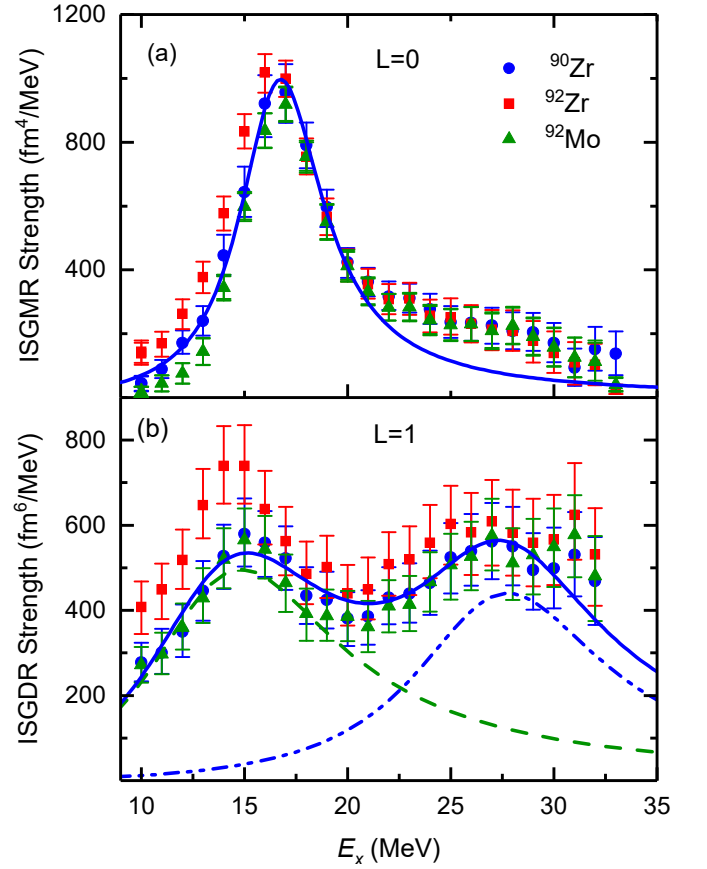 1200
(a)
L=0
⁹⁰Zr
⁹²Zr
⁹²Mo
800
400
ISGMR Strength (fm⁴/MeV)
(b)
L=1
800
600
400
200
ISGDR Strength (fm⁶/MeV)
10 15 20 25 30 35
Eₓ (MeV)